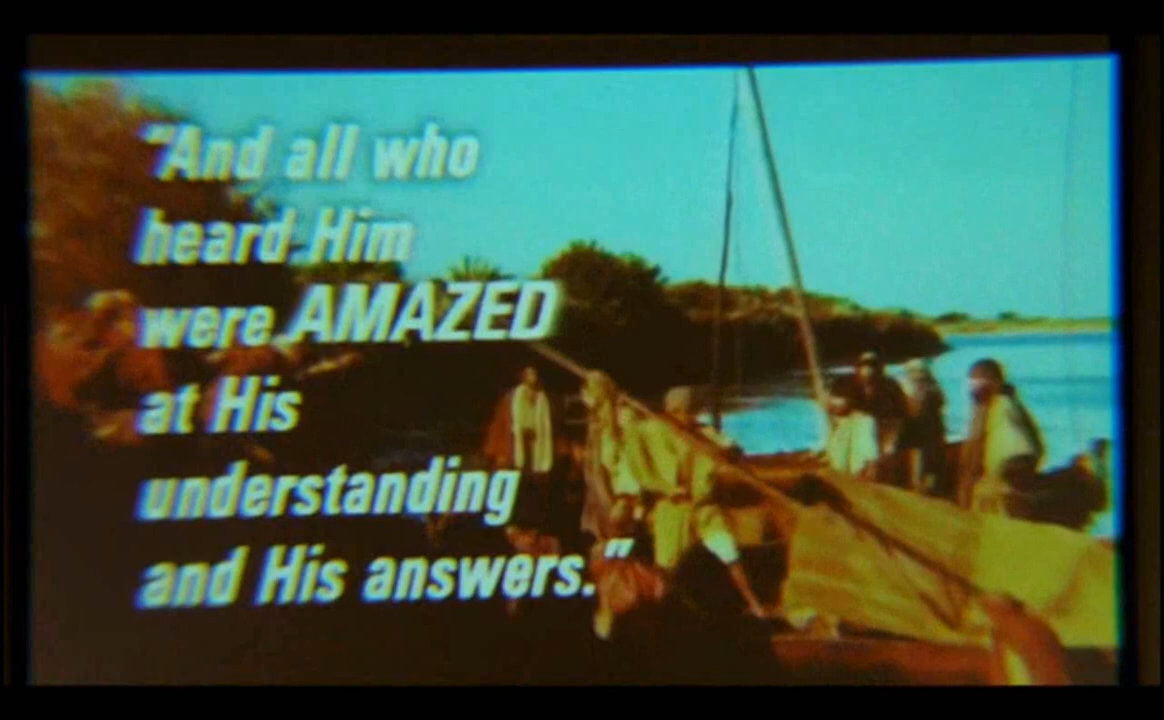 "And all who
heard Him
were AMAZED
at His
understanding
and His answers."